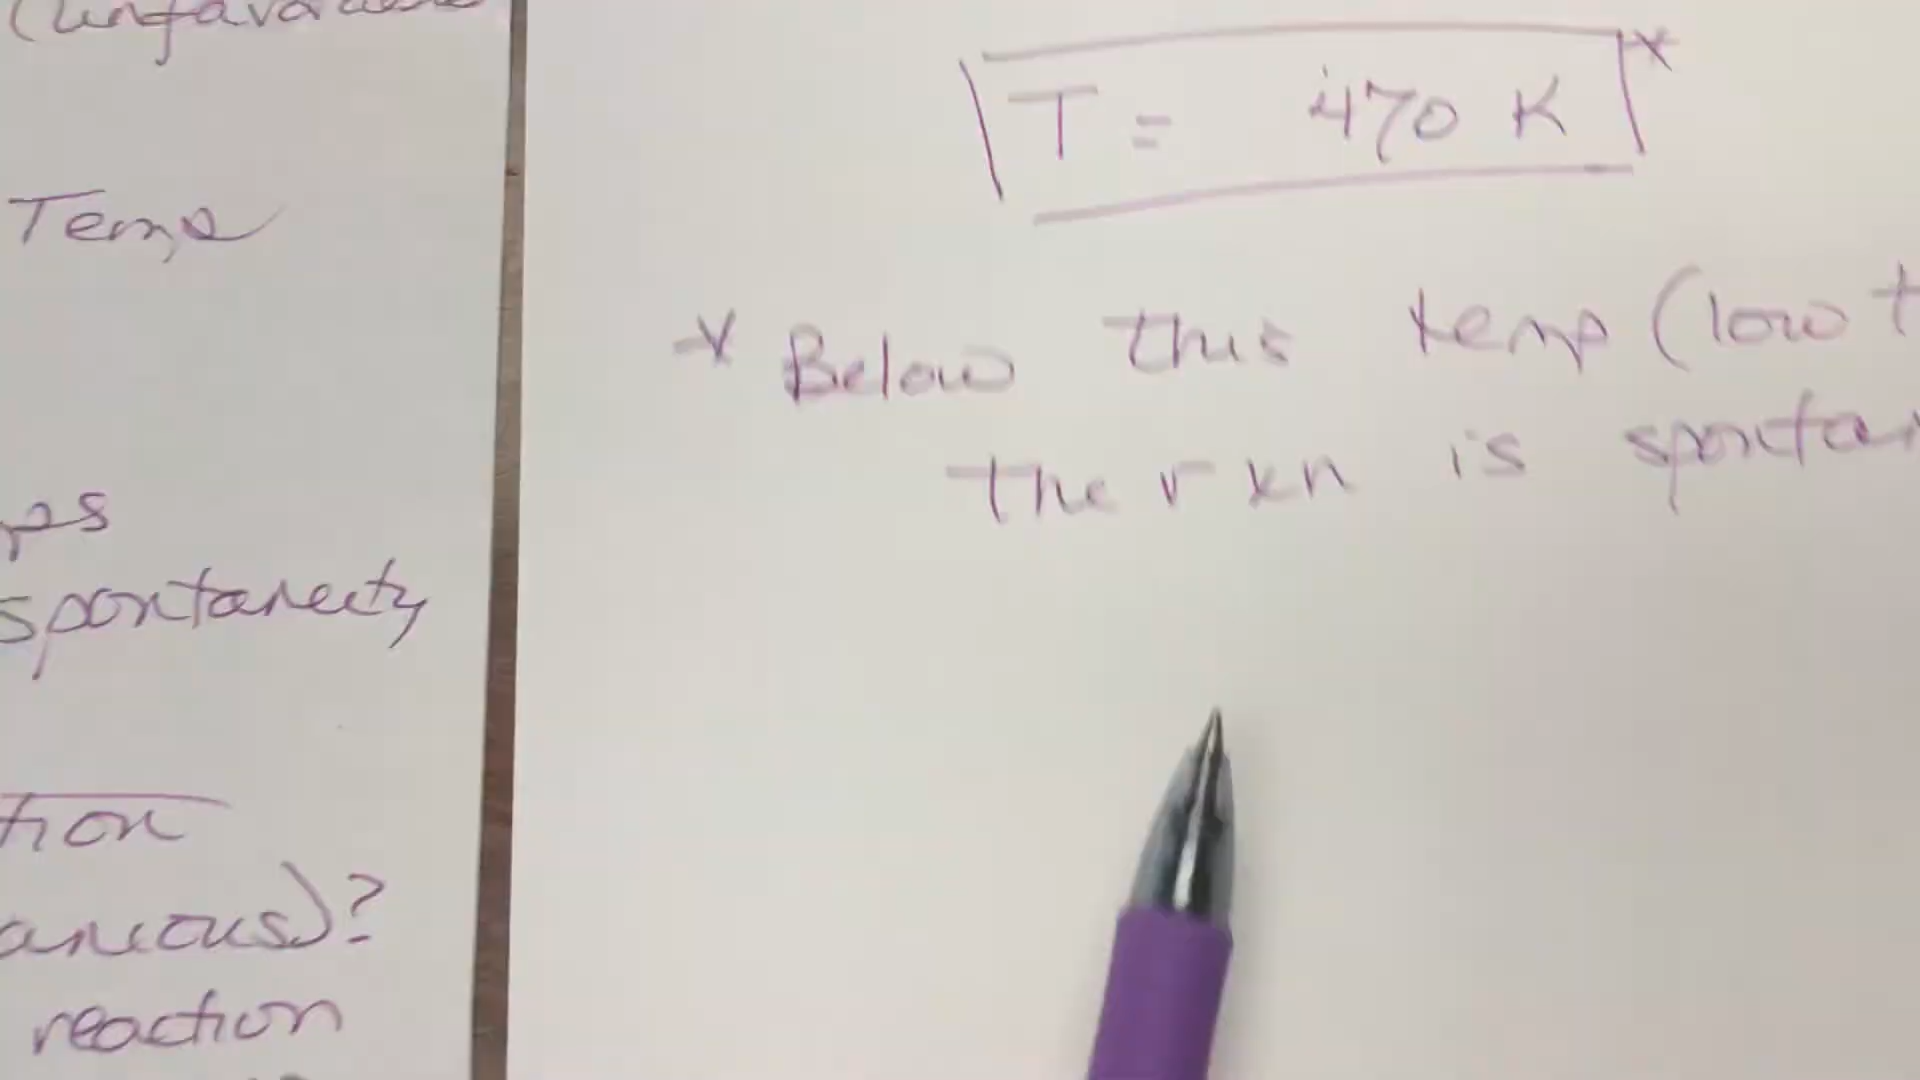 Temp
spontaneity
reaction
T = 470 K *
* Below this temp (low t
the rxn is spontan